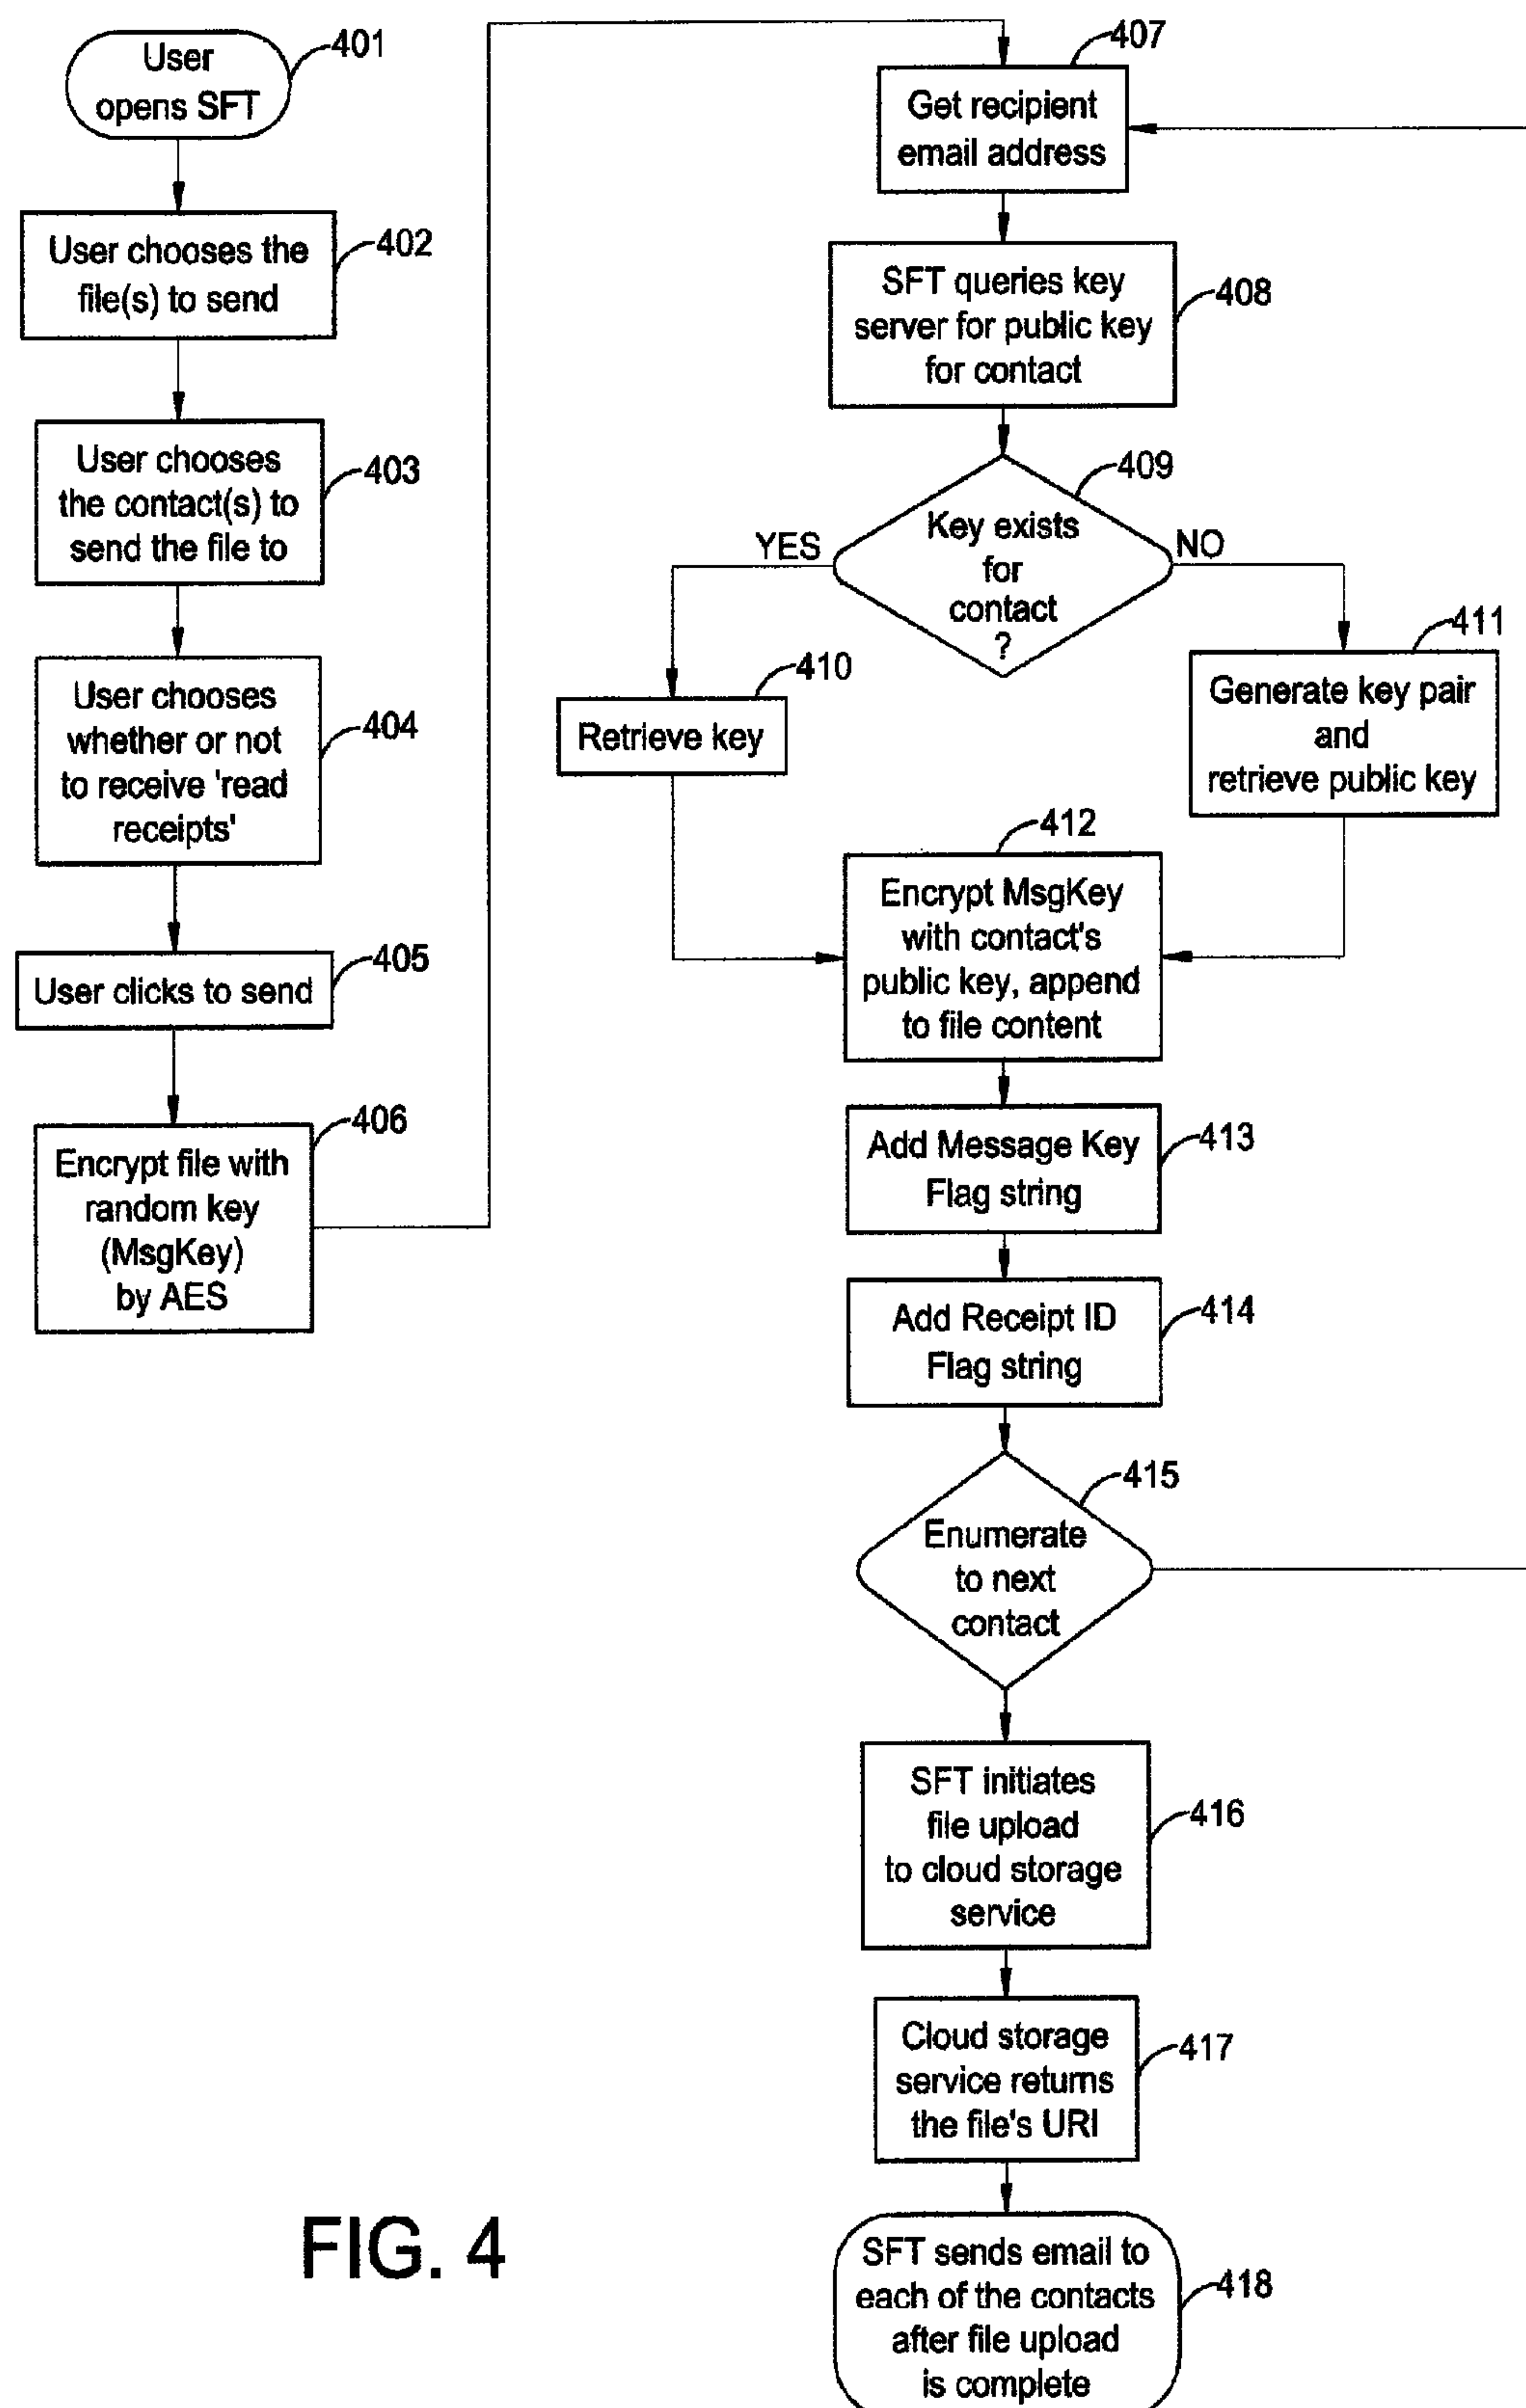 User
opens SFT
401
User chooses the
file(s) to send
402
User chooses
the contact(s) to
send the file to
403
User chooses
whether or not
to receive 'read
receipts'
404
User clicks to send
405
Encrypt file with
random key
(MsgKey)
by AES
406
Get recipient
email address
407
SFT queries key
server for public key
for contact
408
Key exists
for
contact
?
409
YES
NO
Retrieve key
410
Generate key pair
and
retrieve public key
411
Encrypt MsgKey
with contact's
public key, append
to file content
412
Add Message Key
Flag string
413
Add Receipt ID
Flag string
414
Enumerate
to next
contact
415
SFT initiates
file upload
to cloud storage
service
416
Cloud storage
service returns
the file's URI
417
SFT sends email to
each of the contacts
after file upload
is complete
418
FIG. 4